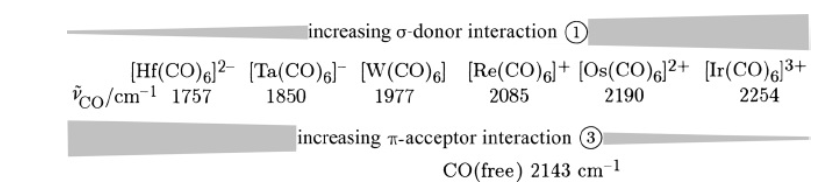 increasing σ-donor interaction ①
[Hf(CO)₆]²⁻ [Ta(CO)₆]⁻ [W(CO)₆] [Re(CO)₆]⁺ [Os(CO)₆]²⁺ [Ir(CO)₆]³⁺
ν̃CO/cm⁻¹ 1757 1850 1977 2085 2190 2254
increasing π-acceptor interaction ③
CO(free) 2143 cm⁻¹